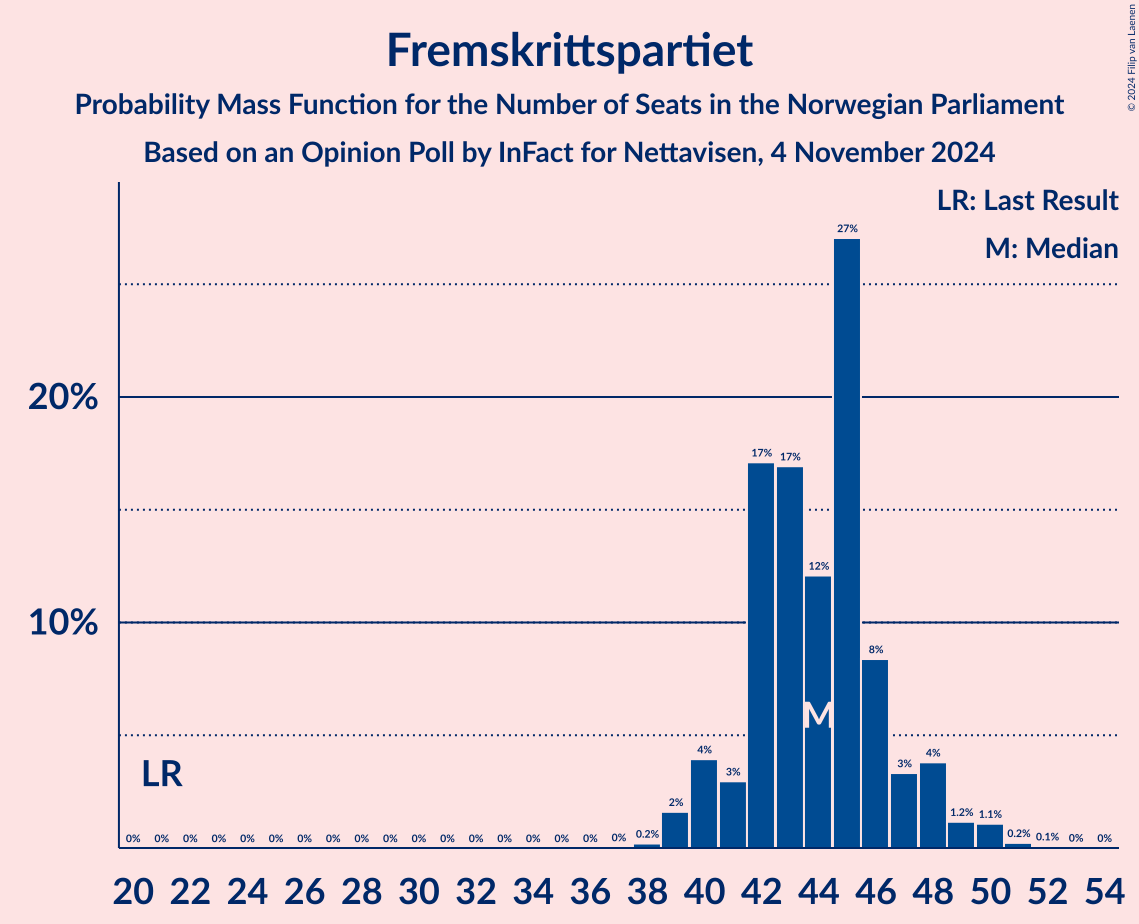 Fremskrittspartiet
Probability Mass Function for the Number of Seats in the Norwegian Parliament
Based on an Opinion Poll by InFact for Nettavisen, 4 November 2024
© 2024 Filip van Laenen
LR: Last Result
M: Median
27%
20%
17% 17%
12%
10%
8%
M
LR
4% 3% 3% 4%
2% 1.2% 1.1%
0% 0% 0% 0% 0% 0% 0% 0% 0% 0% 0% 0% 0% 0% 0% 0% 0% 0% 0.2% 0.2% 0.1% 0% 0%
20 22 24 26 28 30 32 34 36 38 40 42 44 46 48 50 52 54